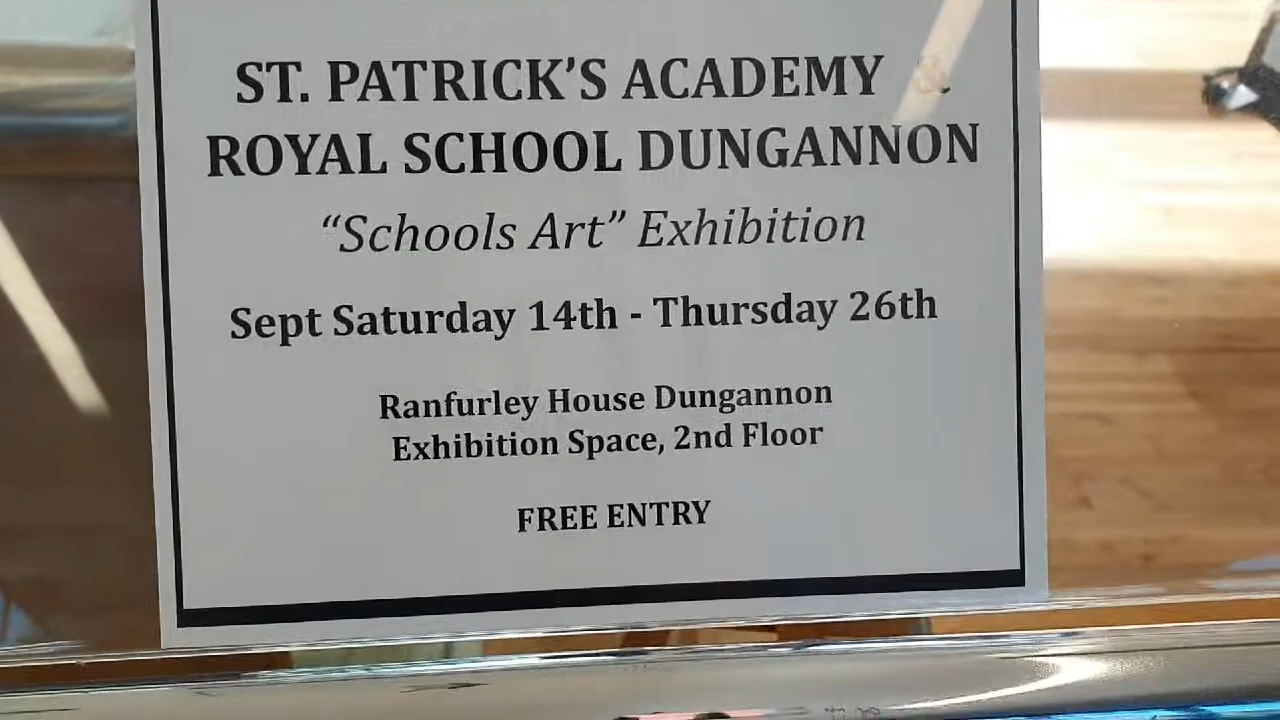 ST. PATRICK'S ACADEMY &
ROYAL SCHOOL DUNGANNON
“Schools Art” Exhibition
Sept Saturday 14th - Thursday 26th
Ranfurley House Dungannon
Exhibition Space, 2nd Floor
FREE ENTRY